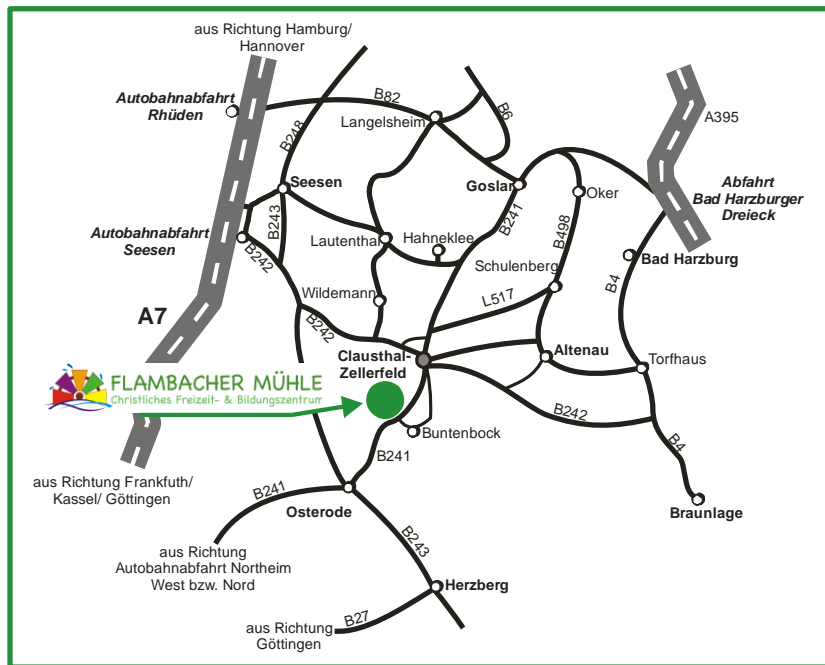 aus Richtung Hamburg/
Hannover
Autobahnabfahrt
Rhüden
B82
B6
A395
B248
Langelsheim
Seesen
Goslar
Oker
Abfahrt
Bad Harzburger
Dreieck
B243
B241
B498
Autobahnabfahrt
Seesen
Lautenthal
Hahneklee
B242
Schulenberg
Bad Harzburg
B4
Wildemann
L517
A7
B242
Clausthal-
Zellerfeld
Altenau
Torfhaus
FLAMBACHER MÜHLE
Christliches Freizeit- & Bildungszentrum
B242
Buntenbock
B4
B241
aus Richtung Frankfuth/
Kassel/ Göttingen
B241
Osterode
Braunlage
B243
aus Richtung
Autobahnabfahrt Northeim
West bzw. Nord
Herzberg
B27
aus Richtung
Göttingen